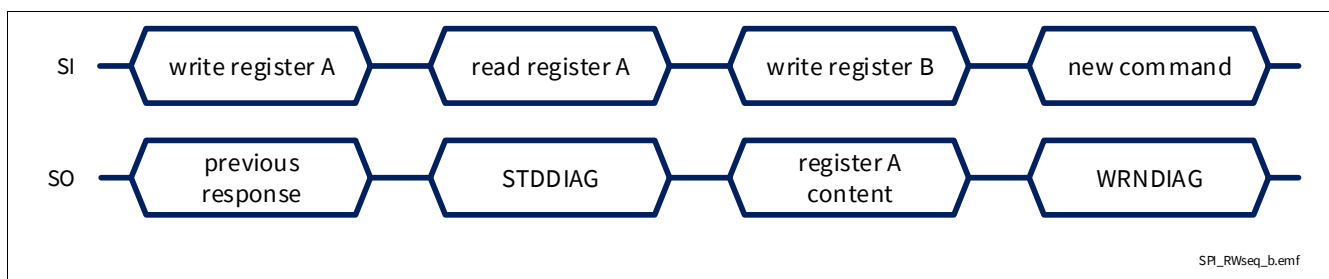 SI
write register A
read register A
write register B
new command
SO
previous
response
STDDIAG
register A
content
WRNDIAG
SPI_RWseq_b.emf